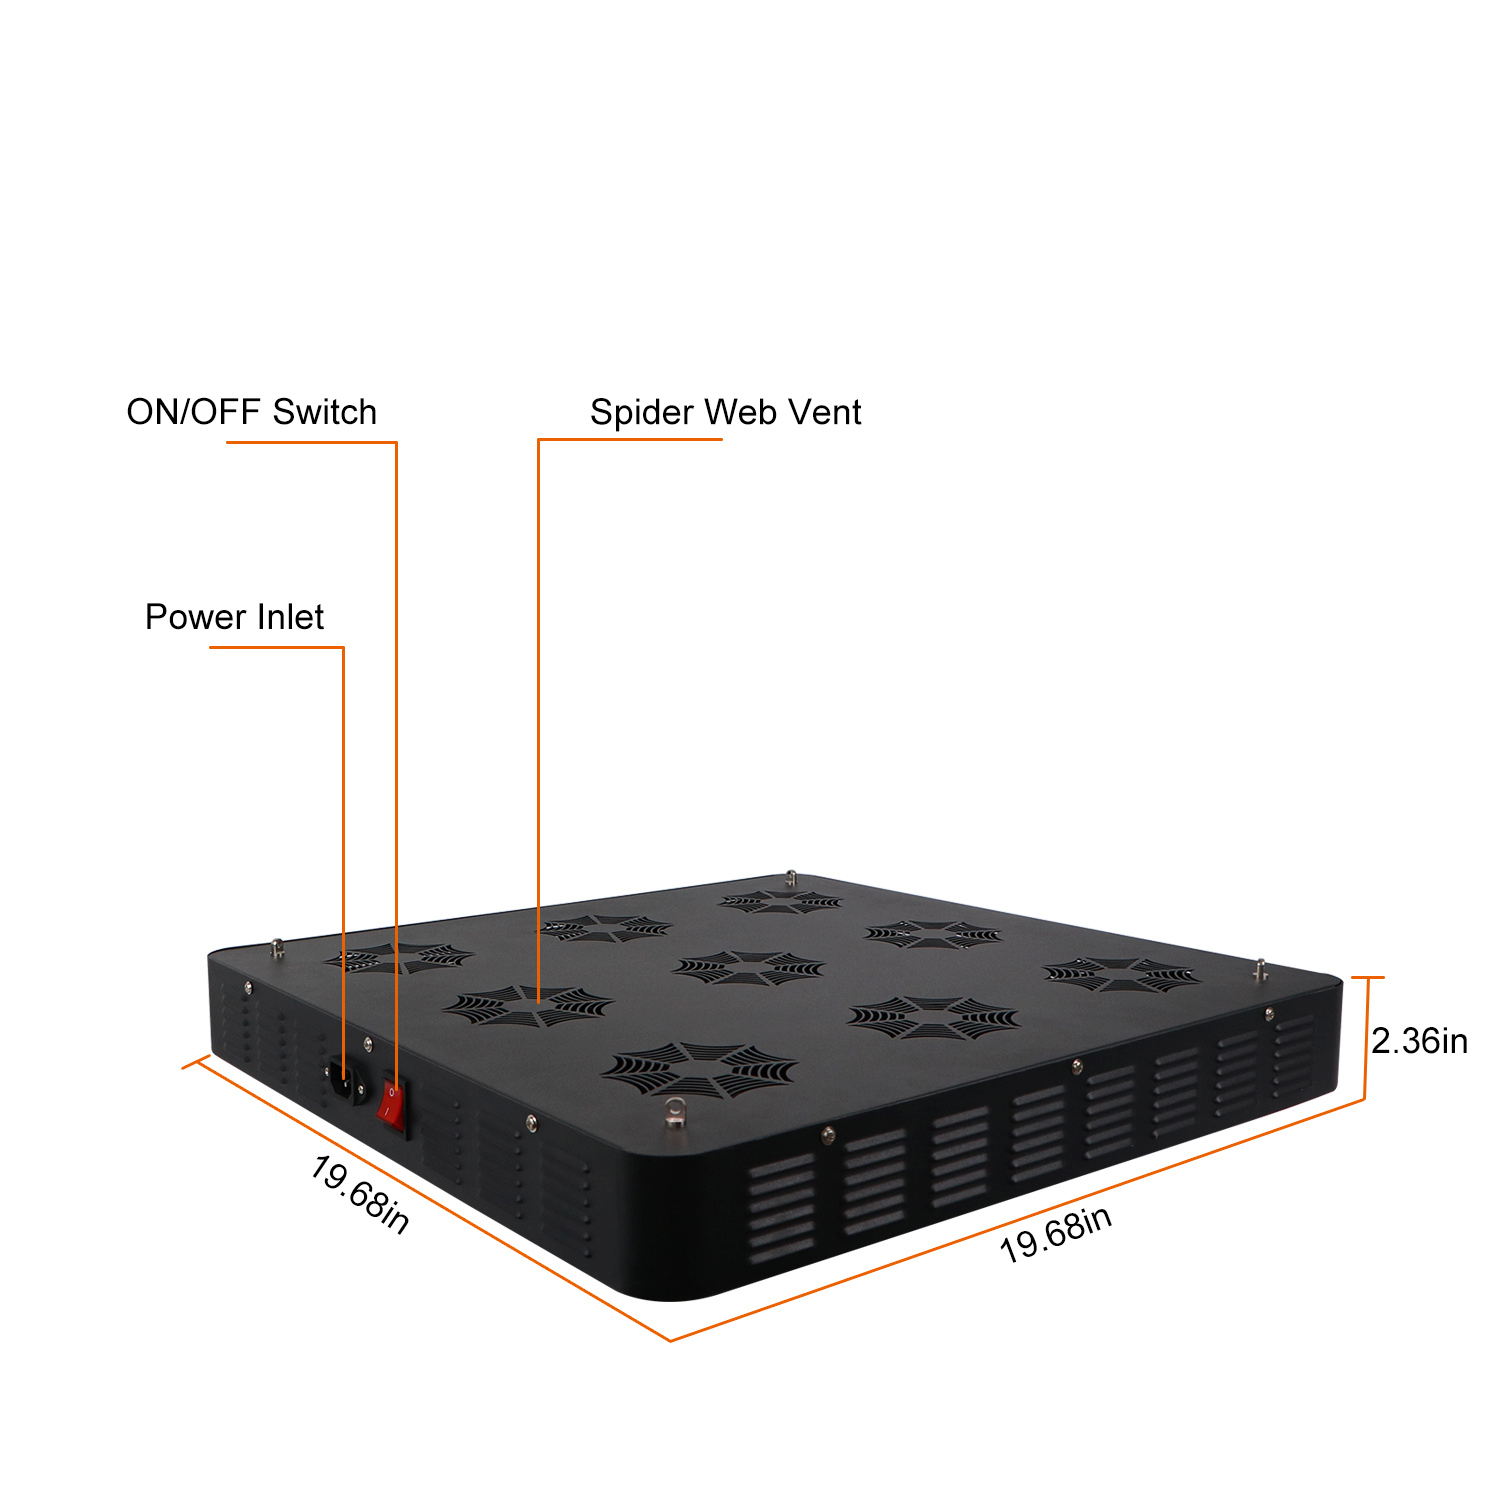 ON/OFF Switch
Spider Web Vent
Power Inlet
2.36in
19.68in
19.68in